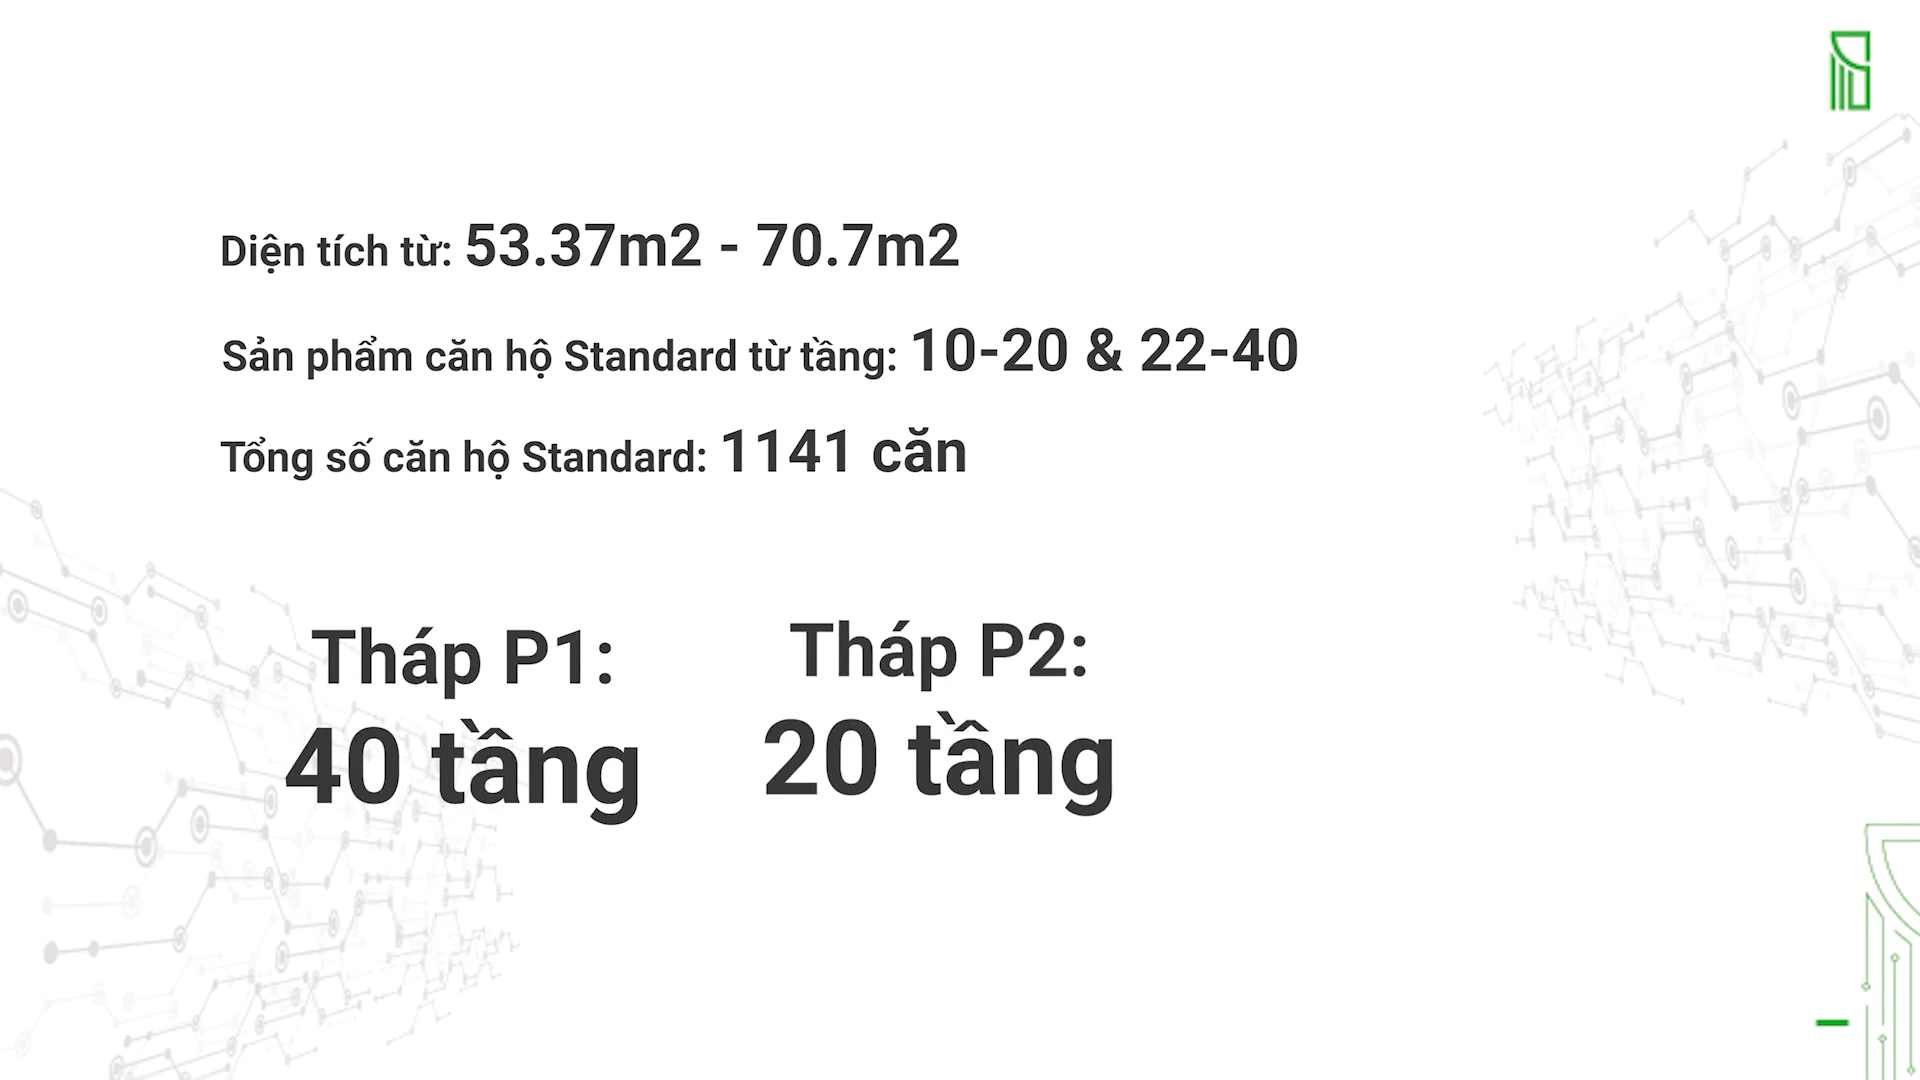 Diện tích từ: 53.37m2 - 70.7m2
Sản phẩm căn hộ Standard từ tầng: 10-20 & 22-40
Tổng số căn hộ Standard: 1141 căn
Tháp P1:
40 tầng
Tháp P2:
20 tầng